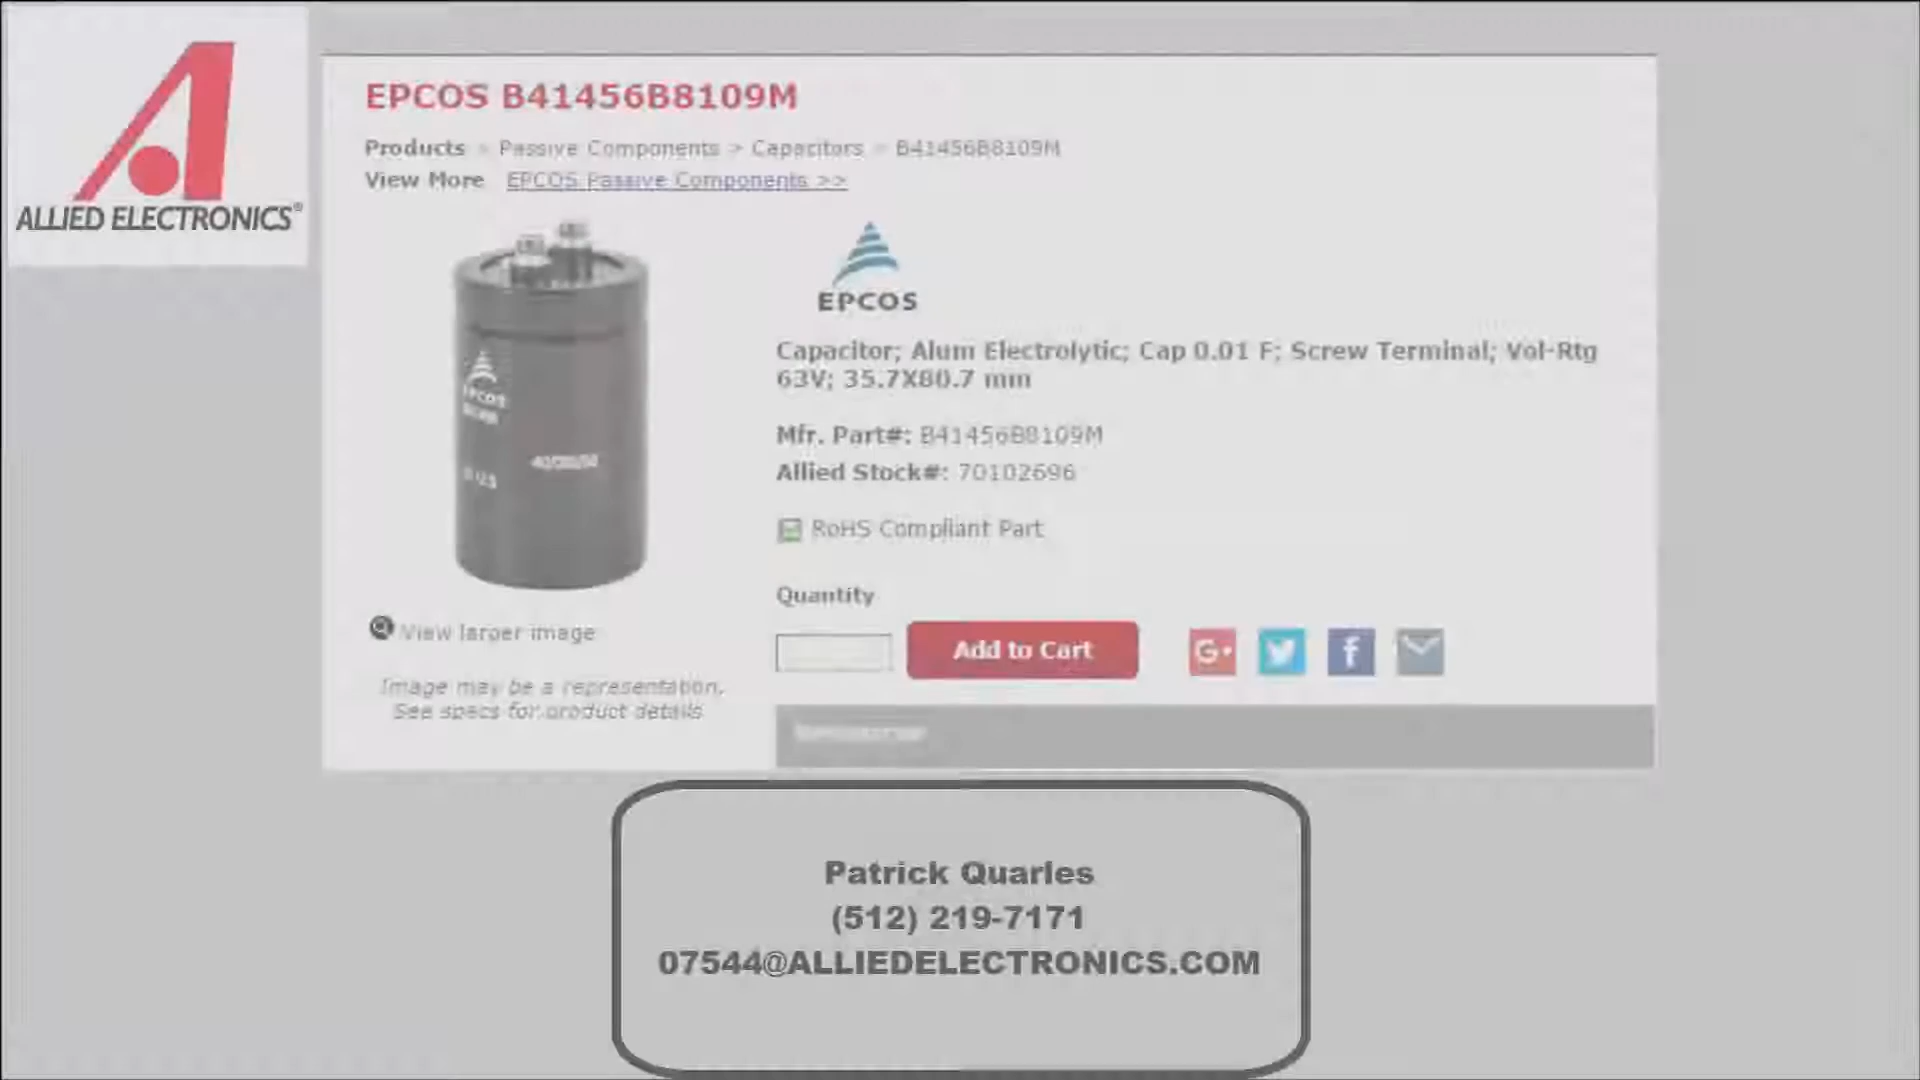 ALLIED ELECTRONICS®
EPCOS B41456B8109M
Products > Passive Components > Capacitors > B41456B8109M
View More EPCOS Passive Components >>
EPCOS
EPCOS
Capacitor; Alum Electrolytic; Cap 0.01 F; Screw Terminal; Vol-Rtg
63V; 35.7X80.7 mm
Mfr. Part#: B41456B8109M
Allied Stock#: 70102696
RoHS Compliant Part
Quantity
Add to Cart
G+
f
View larger image
Image may be a representation.
See specs for product details
Patrick Quarles
(512) 219-7171
07544@ALLIEDELECTRONICS.COM